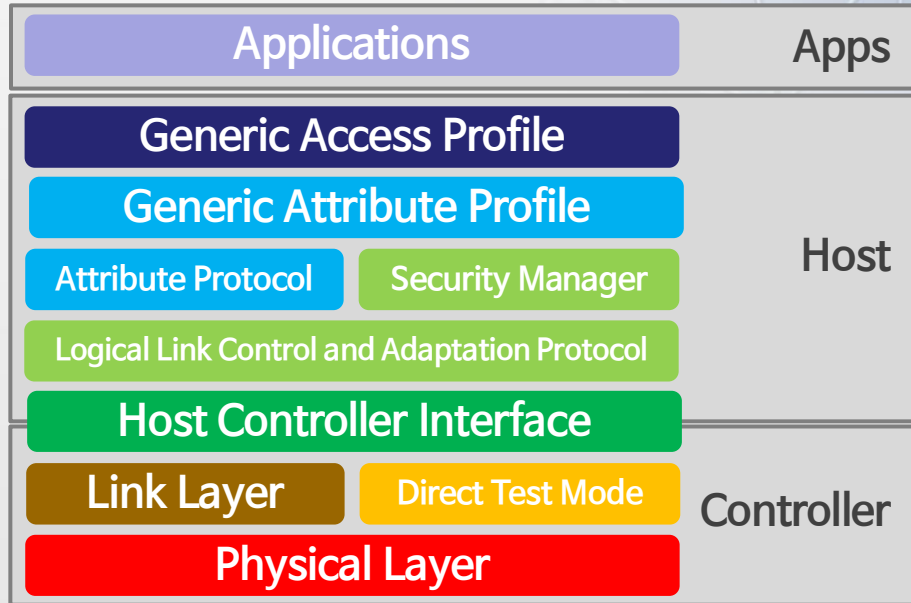 Applications
Apps
Generic Access Profile
Generic Attribute Profile
Host
Attribute Protocol
Security Manager
Logical Link Control and Adaptation Protocol
Host Controller Interface
Link Layer
Direct Test Mode
Controller
Physical Layer